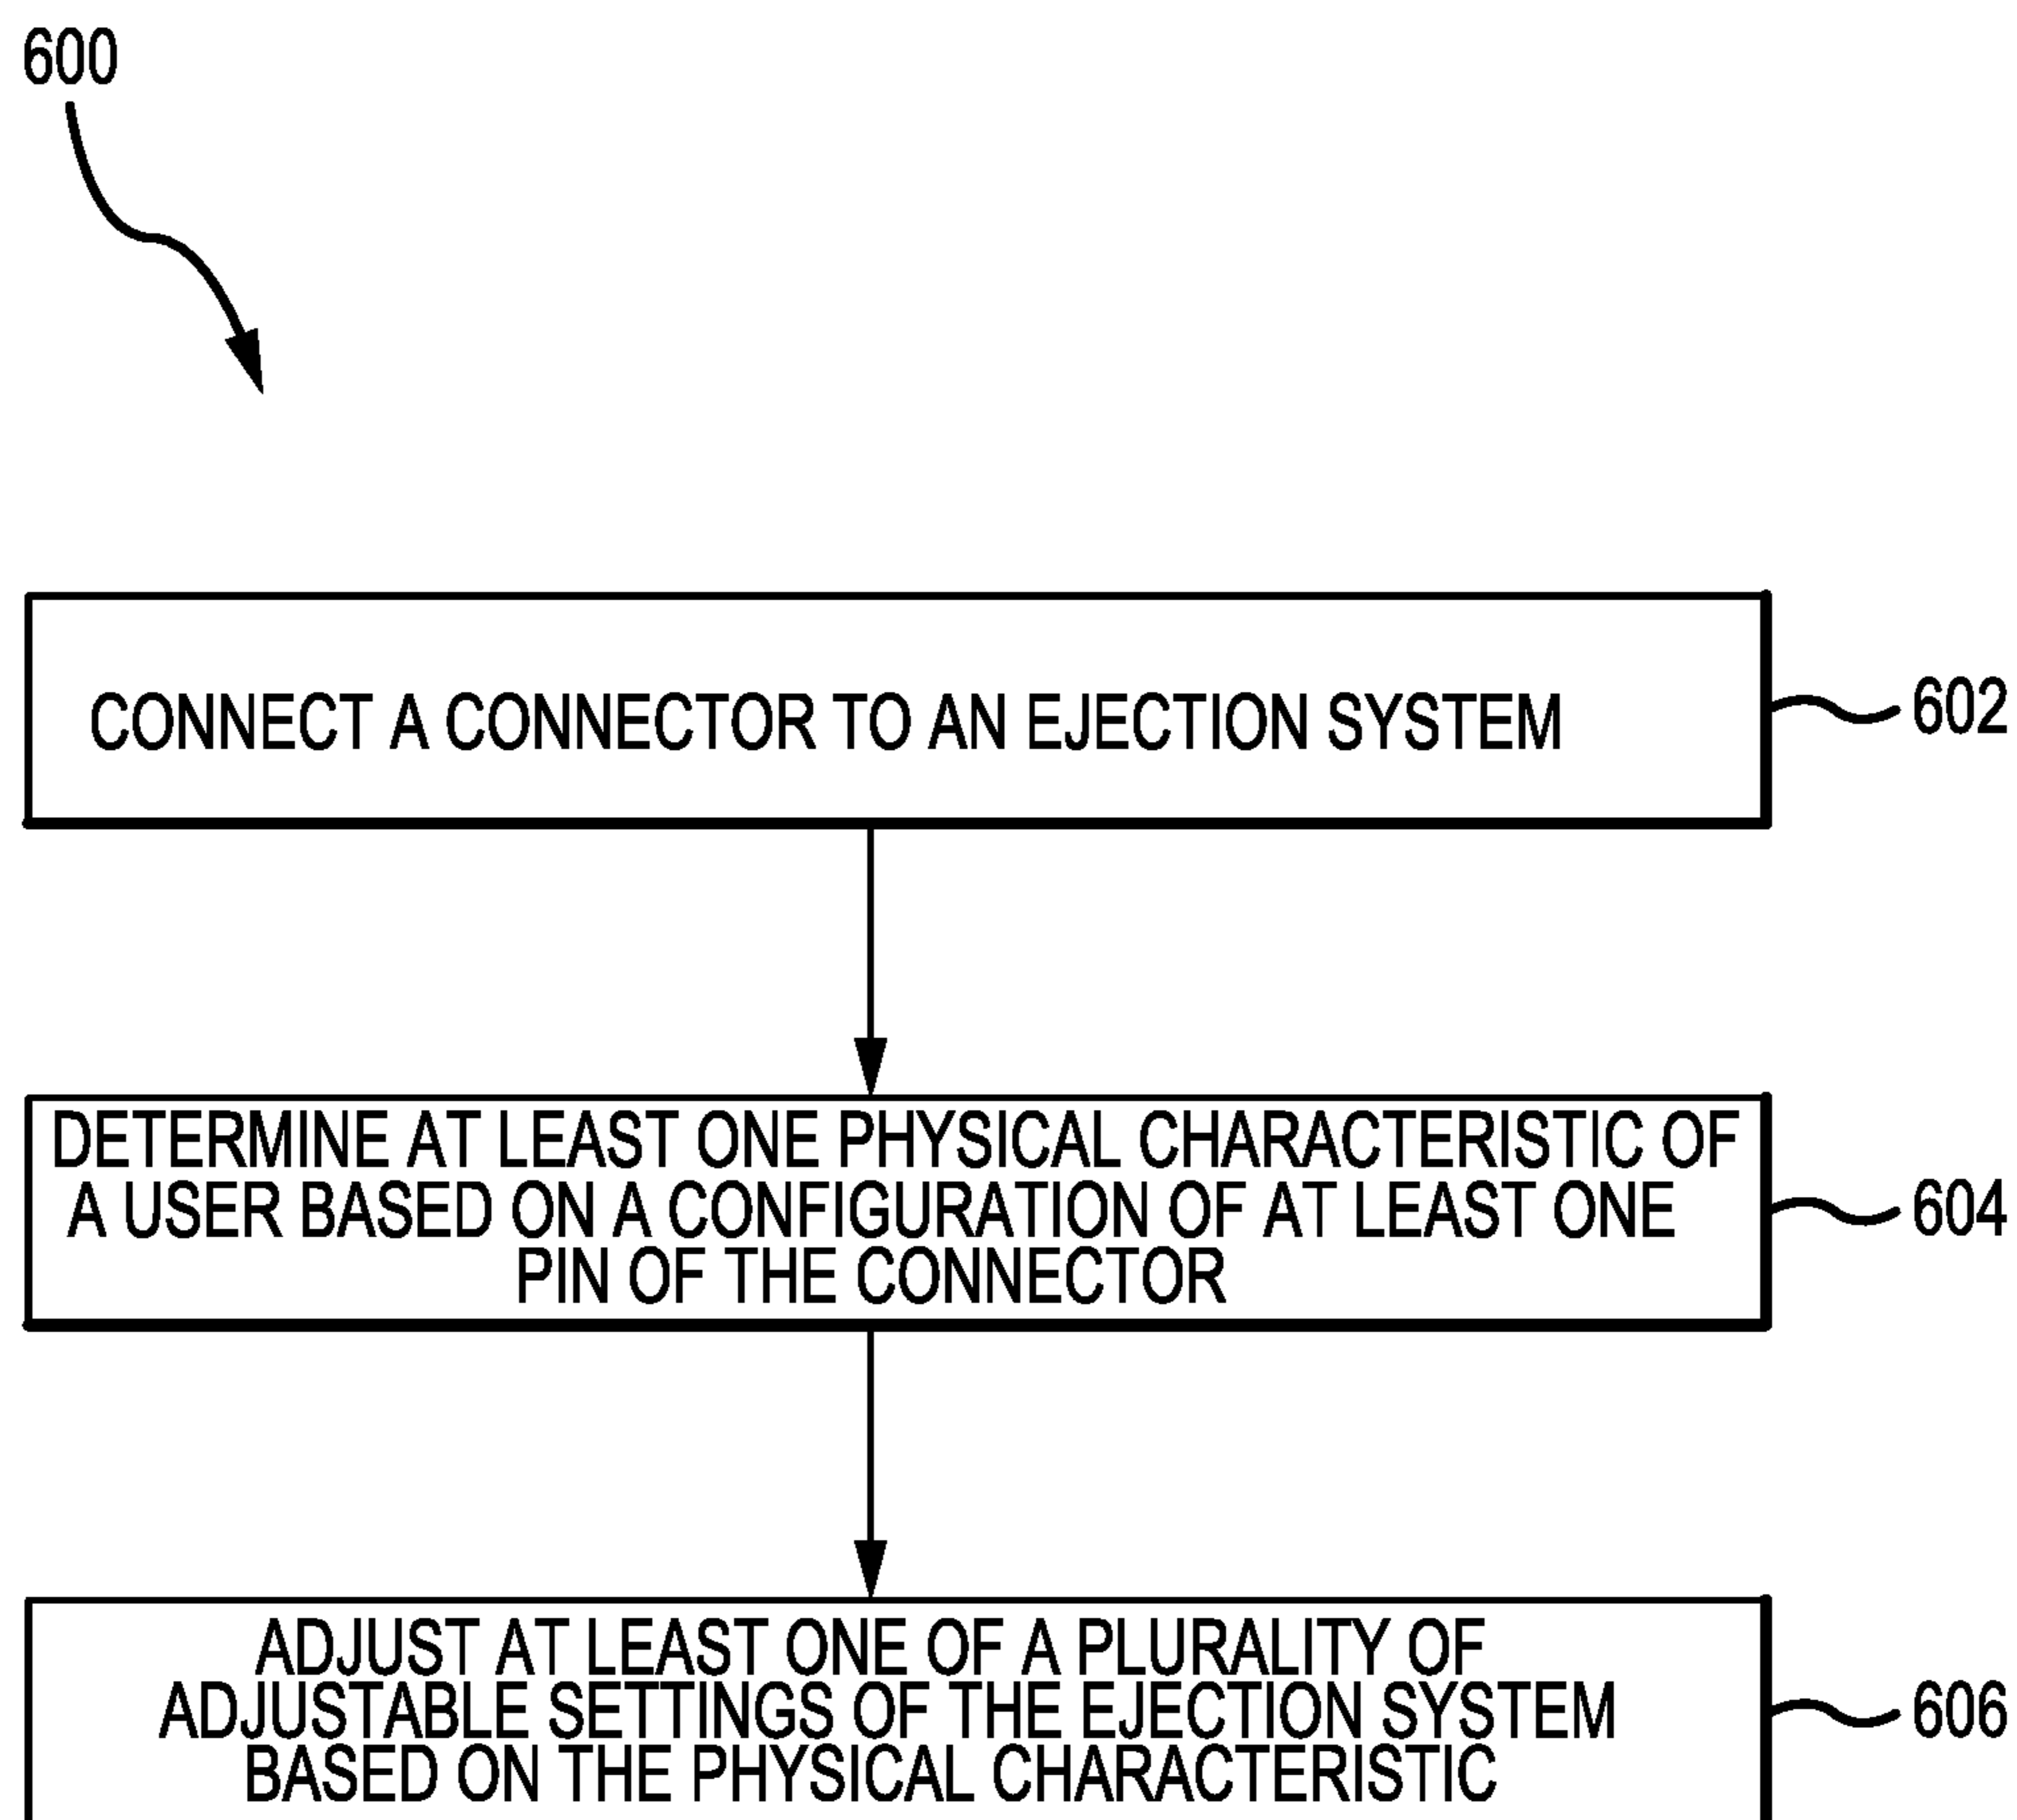 600
CONNECT A CONNECTOR TO AN EJECTION SYSTEM
602
DETERMINE AT LEAST ONE PHYSICAL CHARACTERISTIC OF
A USER BASED ON A CONFIGURATION OF AT LEAST ONE
PIN OF THE CONNECTOR
604
ADJUST AT LEAST ONE OF A PLURALITY OF
ADJUSTABLE SETTINGS OF THE EJECTION SYSTEM
BASED ON THE PHYSICAL CHARACTERISTIC
606